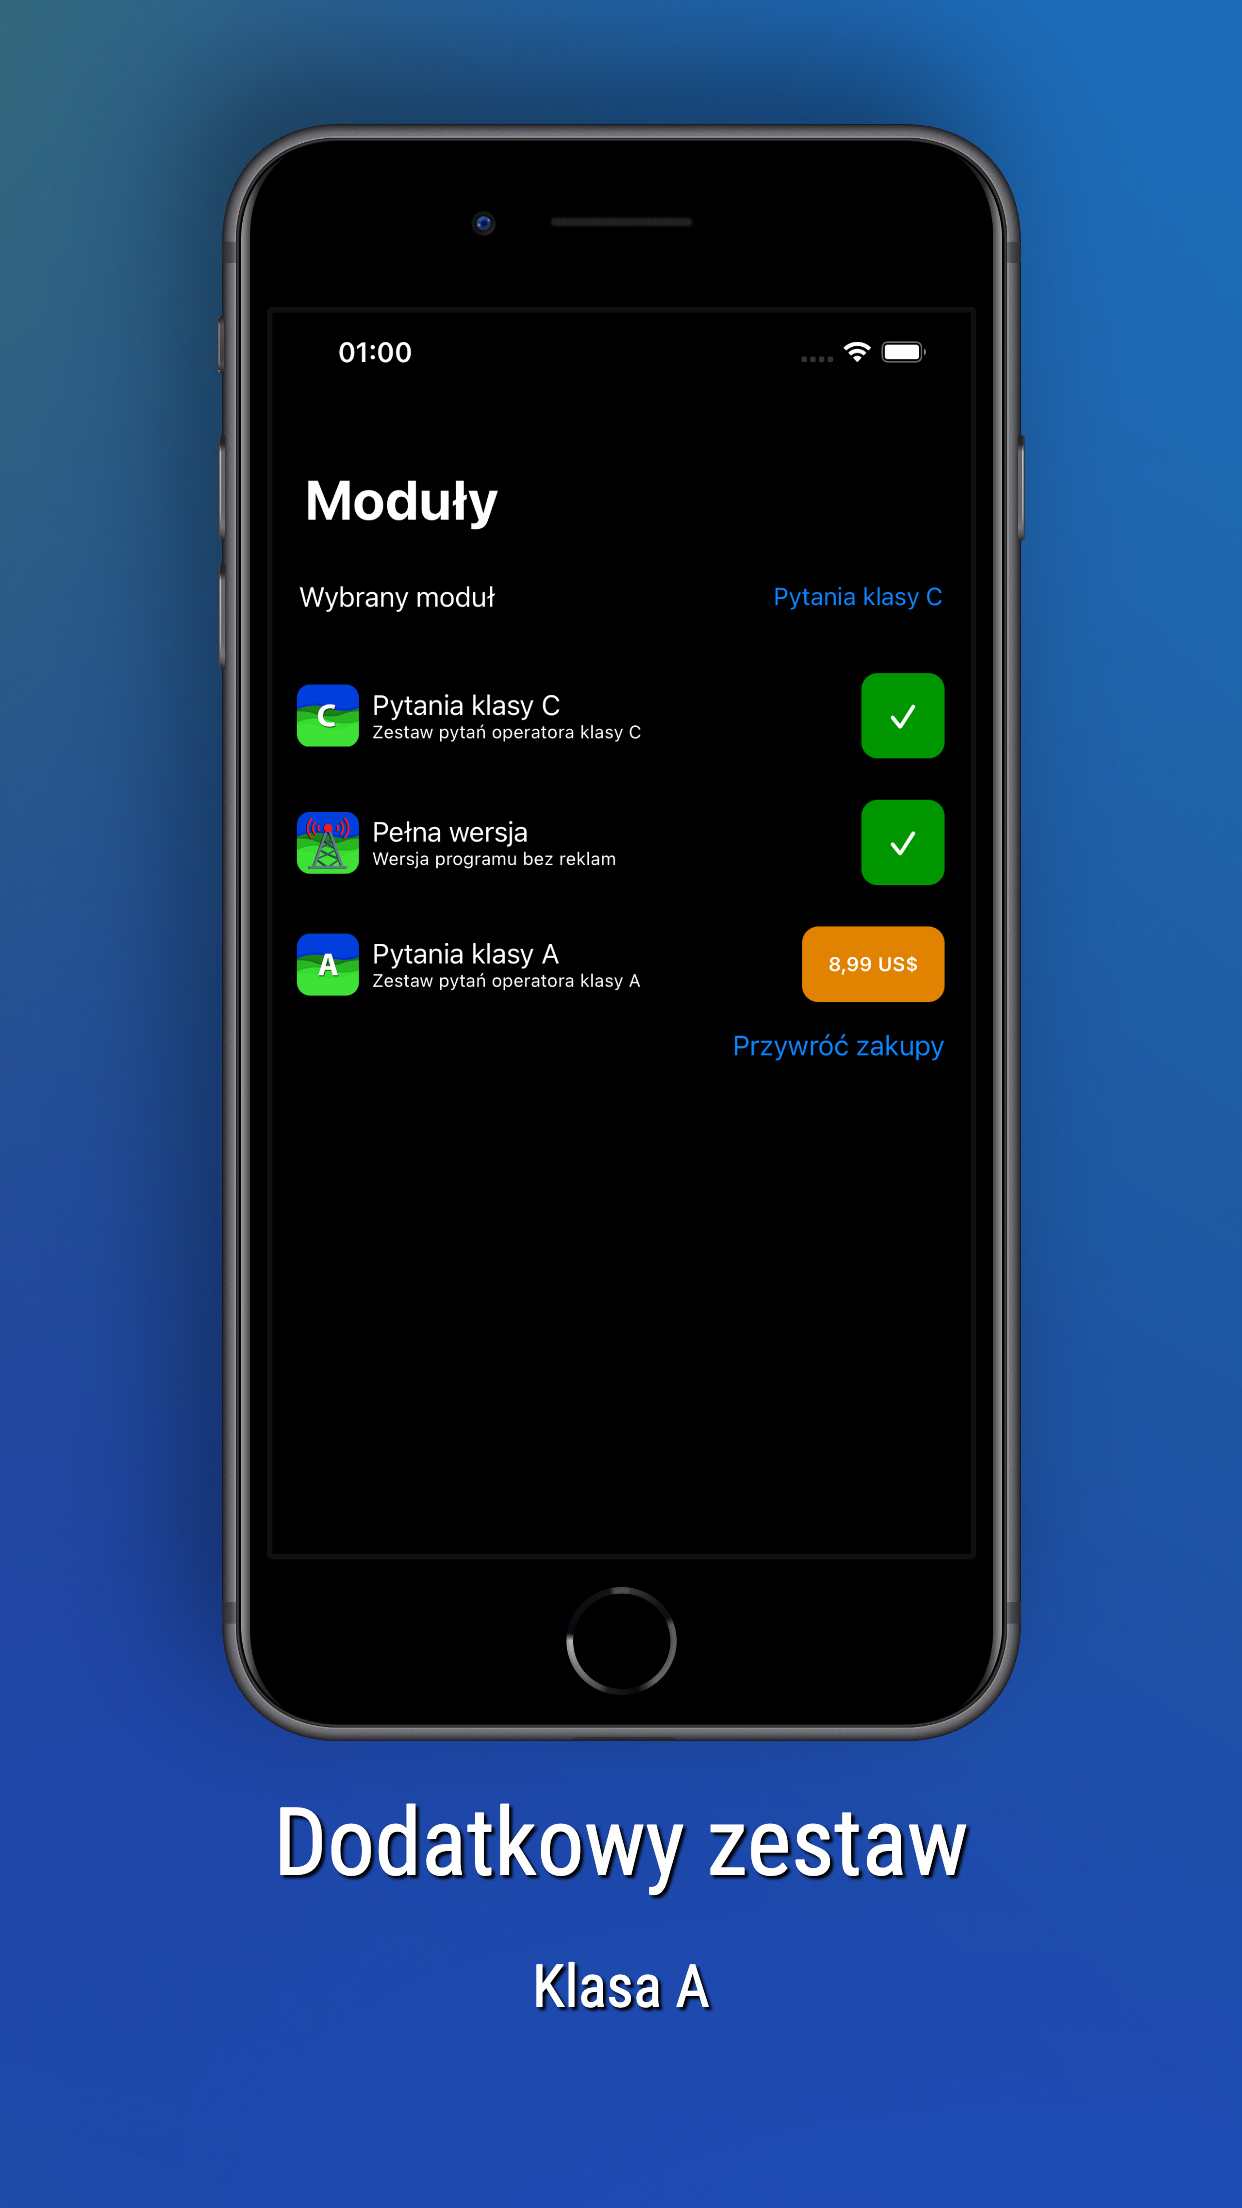 01:00
Moduły
Wybrany moduł
Pytania klasy C
C
Pytania klasy C
Zestaw pytań operatora klasy C
Pełna wersja
Wersja programu bez reklam
A
Pytania klasy A
Zestaw pytań operatora klasy A
8,99 US$
Przywróć zakupy
Dodatkowy zestaw
Klasa A